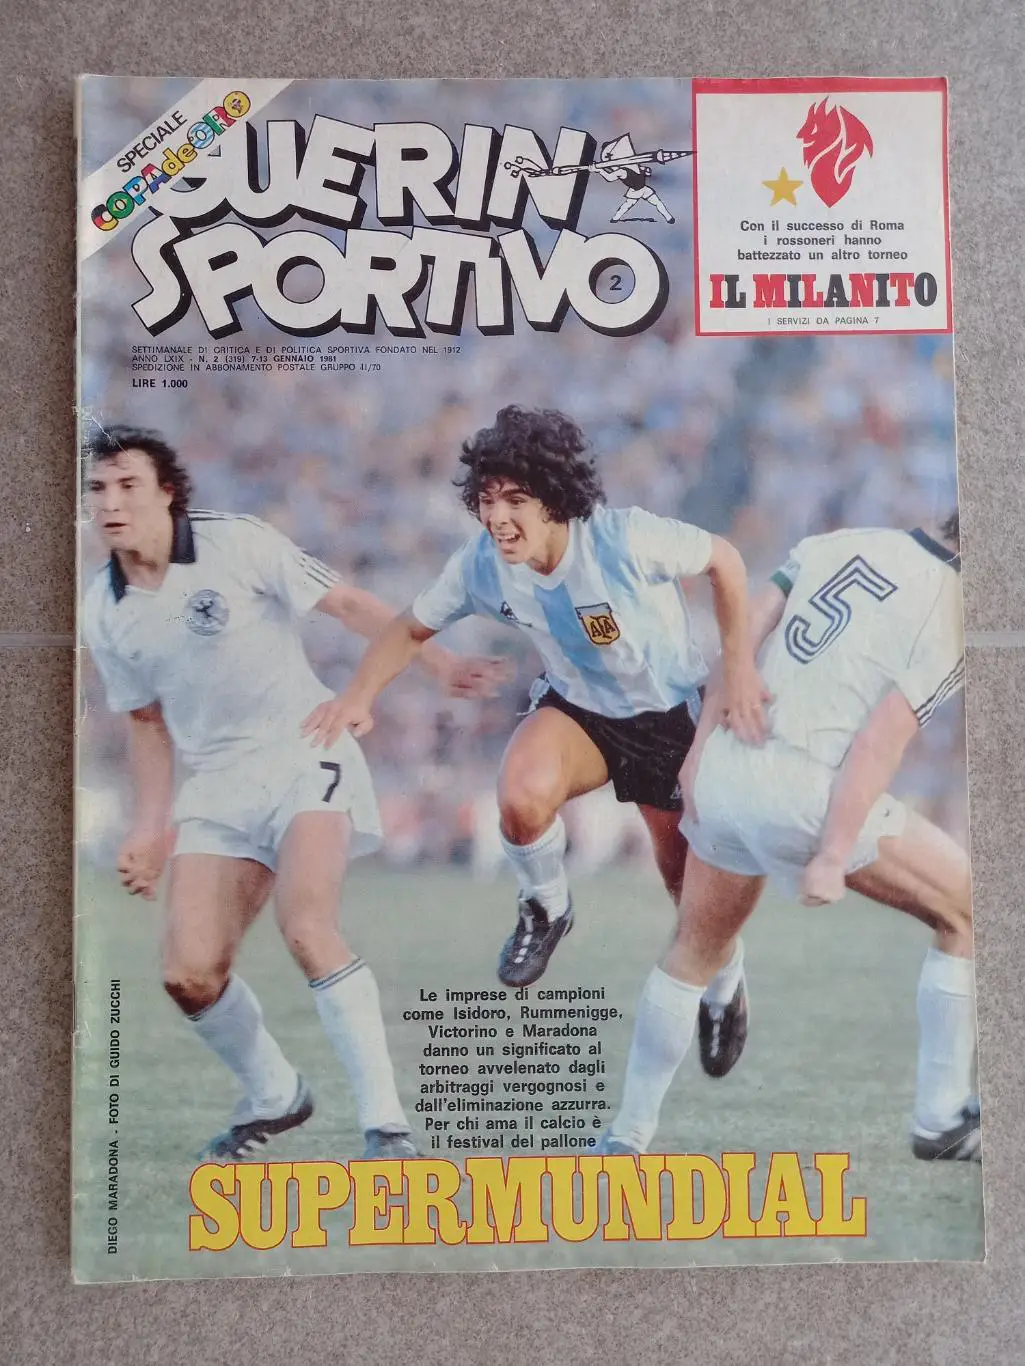 SPECIALE
COPA de ORO
GUERIN
SPORTIVO
2
SETTIMANALE DI CRITICA E DI POLITICA SPORTIVA FONDATO NEL 1912
ANNO LXIX - N. 2 (319) 7-13 GENNAIO 1981
SPEDIZIONE IN ABBONAMENTO POSTALE GRUPPO II/70
LIRE 1.000
Con il successo di Roma
i rossoneri hanno
battezzato un altro torneo
IL MILANITO
I SERVIZI DA PAGINA 7
AFA
5
7
Le imprese di campioni
come Isidoro, Rummenigge,
Victorino e Maradona
danno un significato al
torneo avvelenato dagli
arbitraggi vergognosi e
dall'eliminazione azzurra.
Per chi ama il calcio è
il festival del pallone
SUPERMUNDIAL
DIEGO MARADONA - FOTO DI GUIDO ZUCCHI